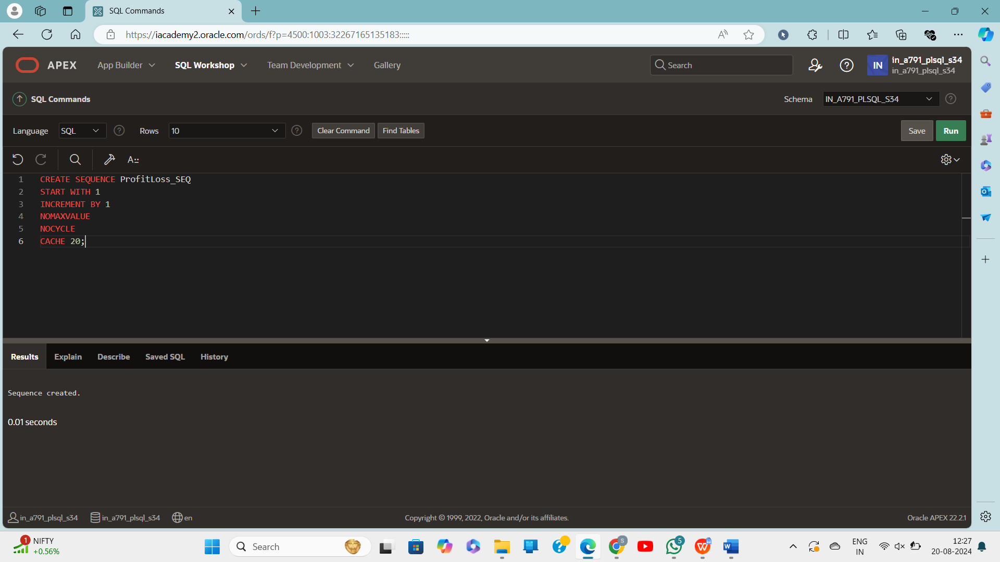 SQL Commands
https://iacademy2.oracle.com/ords/f?p=4500:1003:32267165135183:::::
APEX
App Builder
SQL Workshop
Team Development
Gallery
Search
IN
in_a791_plsql_s34
in_a791_plsql_s34
SQL Commands
Schema
IN_A791_PLSQL_S34
Language
SQL
Rows
10
Clear Command
Find Tables
Save
Run
A::
1 CREATE SEQUENCE ProfitLoss_SEQ
2 START WITH 1
3 INCREMENT BY 1
4 NOMAXVALUE
5 NOCYCLE
6 CACHE 20;
Results
Explain
Describe
Saved SQL
History
Sequence created.
0.01 seconds
in_a791_plsql_s34
in_a791_plsql_s34
en
Copyright © 1999, 2022, Oracle and/or its affiliates.
Oracle APEX 22.2.1
1
NIFTY
+0.56%
Search
S
5
ENG
IN
12:27
20-08-2024